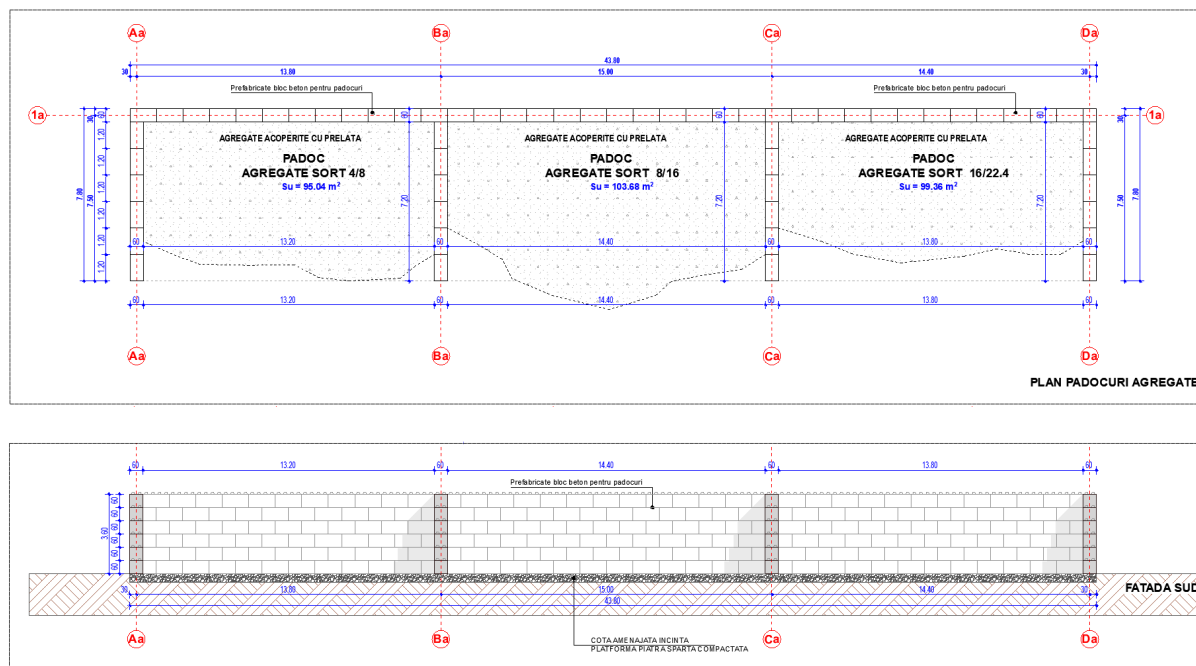 Aa Ba Ca Da
43.80
30 13.80 15.00 14.40 30
Prefabricate bloc beton pentru padocuri Prefabricate bloc beton pentru padocuri
1a 1a
30 60 60 60 60 30
AGREGATE ACOPERITE CU PRELATA AGREGATE ACOPERITE CU PRELATA AGREGATE ACOPERITE CU PRELATA
PADOC PADOC PADOC
AGREGATE SORT 4/8 AGREGATE SORT 8/16 AGREGATE SORT 16/22.4
Su = 95.04 m² Su = 103.68 m² Su = 99.36 m²
7.80 7.50 1.20 1.20 1.20 1.20 1.20 7.20 7.20 7.20 7.50 7.80
60 13.20 60 14.40 60 13.80 60
60 13.20 60 14.40 60 13.80 60
Aa Ba Ca Da
PLAN PADOCURI AGREGATE
60 13.20 60 14.40 60 13.80 60
Prefabricate bloc beton pentru padocuri
3.60 60 60 60 60 60
FATADA SUD
30 13.80 15.00 14.40 30
43.80
Aa Ba Ca Da
COTA AMENAJATA INCINTA
PLATFORMA PIATRA SPARTA COMPACTATA